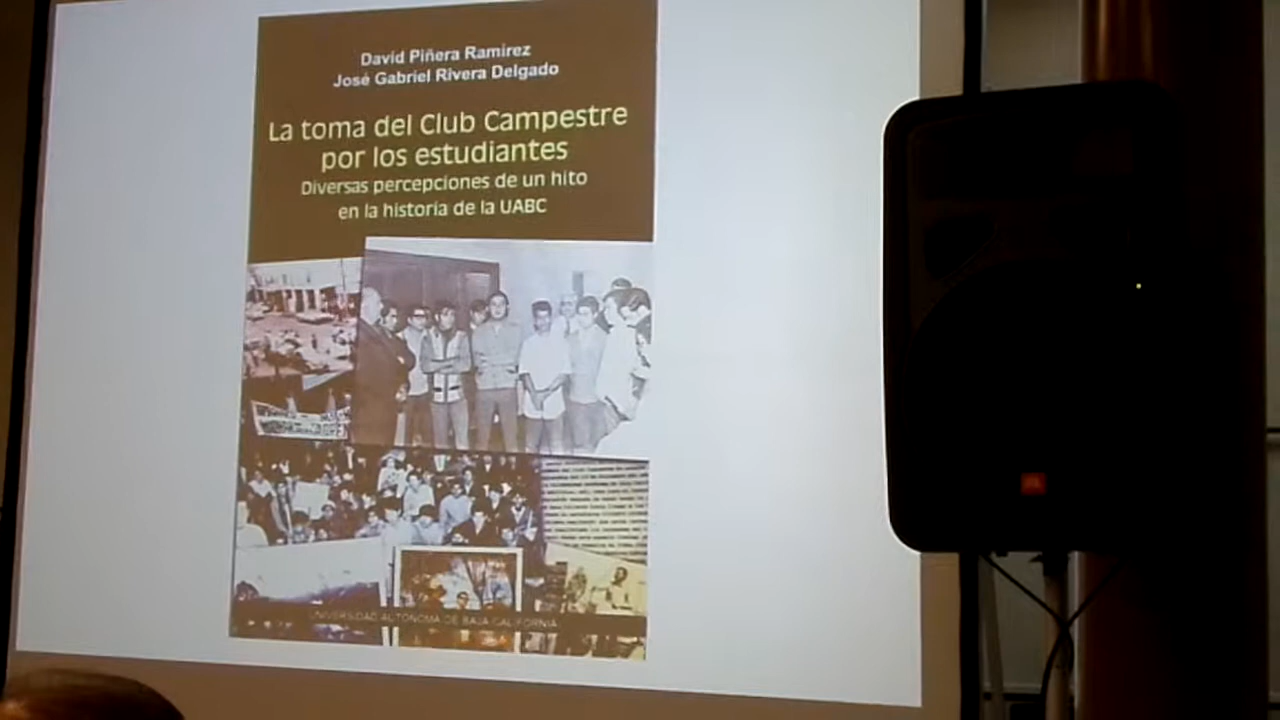 David Piñera Ramírez
José Gabriel Rivera Delgado
La toma del Club Campestre
por los estudiantes
Diversas percepciones de un hito
en la historia de la UABC
UNIVERSIDAD AUTÓNOMA DE BAJA CALIFORNIA